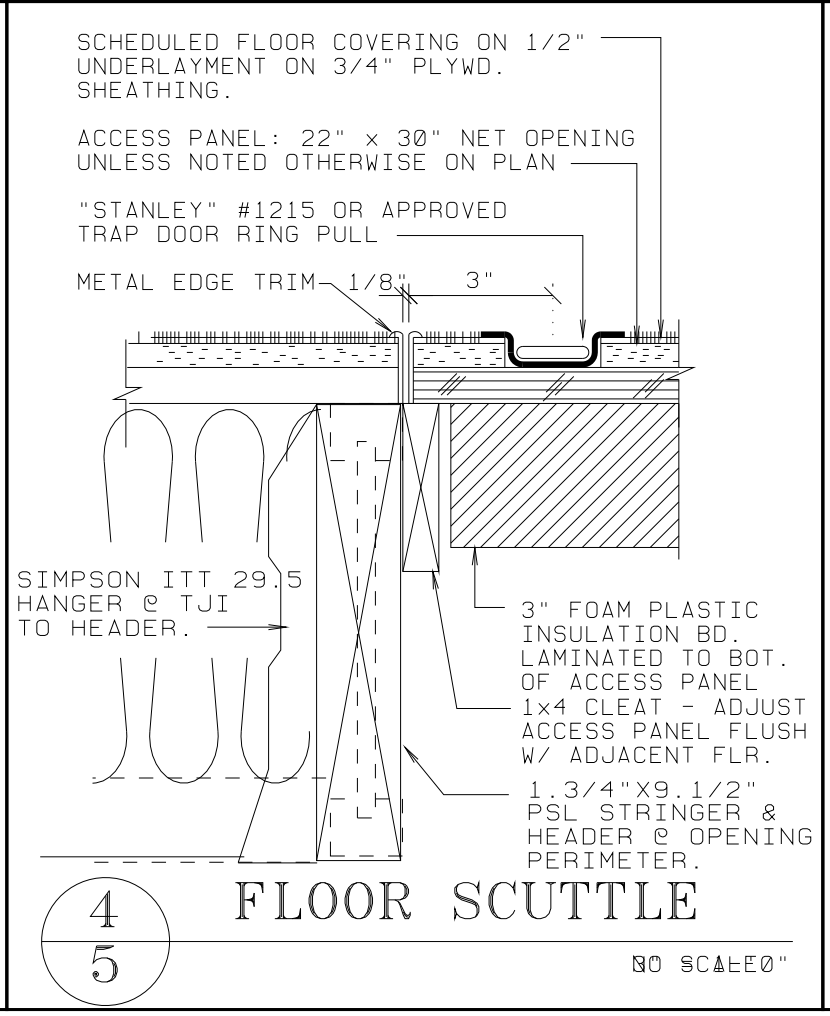 SCHEDULED FLOOR COVERING ON 1/2"
UNDERLAYMENT ON 3/4" PLYWD.
SHEATHING.
ACCESS PANEL: 22" x 30" NET OPENING
UNLESS NOTED OTHERWISE ON PLAN
"STANLEY" #1215 OR APPROVED
TRAP DOOR RING PULL
METAL EDGE TRIM
1/8"
3"
SIMPSON ITT 29.5
HANGER @ TJI
TO HEADER.
3" FOAM PLASTIC
INSULATION BD.
LAMINATED TO BOT.
OF ACCESS PANEL
1x4 CLEAT - ADJUST
ACCESS PANEL FLUSH
W/ ADJACENT FLR.
1.3/4"X9.1/2"
PSL STRINGER &
HEADER @ OPENING
PERIMETER.
4
5
FLOOR SCUTTLE